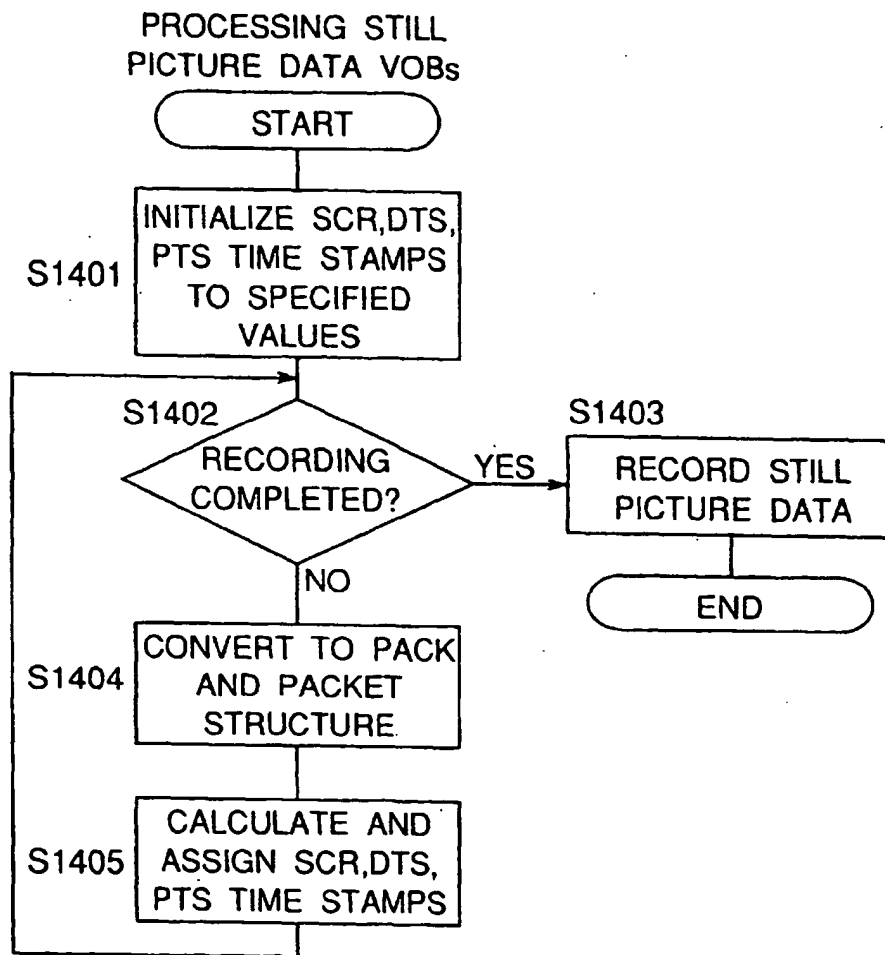 PROCESSING STILL
PICTURE DATA VOBs
START
S1401
INITIALIZE SCR,DTS,
PTS TIME STAMPS
TO SPECIFIED
VALUES
S1402
RECORDING
COMPLETED?
YES
S1403
RECORD STILL
PICTURE DATA
END
NO
S1404
CONVERT TO PACK
AND PACKET
STRUCTURE
S1405
CALCULATE AND
ASSIGN SCR,DTS,
PTS TIME STAMPS